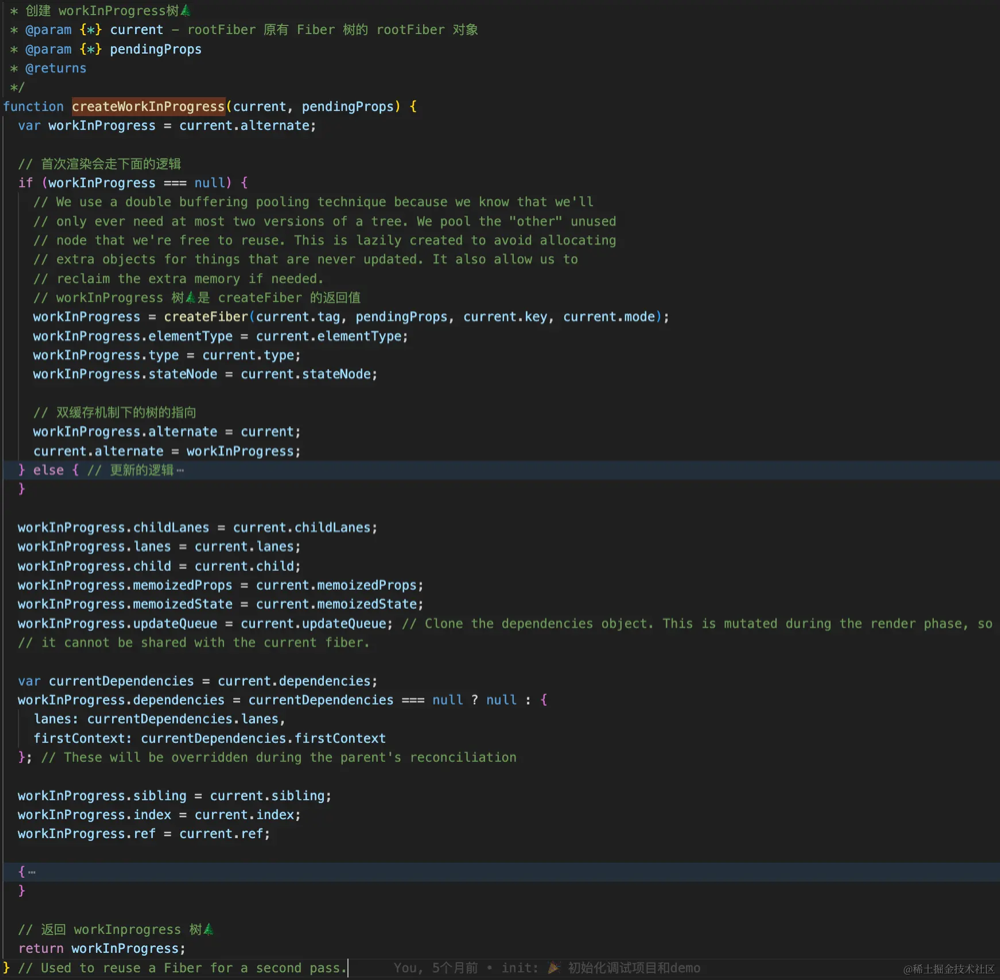 * 创建 workInProgress树🌲
* @param {*} current - rootFiber 原有 Fiber 树的 rootFiber 对象
* @param {*} pendingProps
* @returns
*/
function createWorkInProgress(current, pendingProps) {
var workInProgress = current.alternate;
// 首次渲染会走下面的逻辑
if (workInProgress === null) {
// We use a double buffering pooling technique because we know that we'll
// only ever need at most two versions of a tree. We pool the "other" unused
// node that we're free to reuse. This is lazily created to avoid allocating
// extra objects for things that are never updated. It also allow us to
// reclaim the extra memory if needed.
// workInProgress 树🌲是 createFiber 的返回值
workInProgress = createFiber(current.tag, pendingProps, current.key, current.mode);
workInProgress.elementType = current.elementType;
workInProgress.type = current.type;
workInProgress.stateNode = current.stateNode;
// 双缓存机制下的树的指向
workInProgress.alternate = current;
current.alternate = workInProgress;
} else { // 更新的逻辑⋯
}
workInProgress.childLanes = current.childLanes;
workInProgress.lanes = current.lanes;
workInProgress.child = current.child;
workInProgress.memoizedProps = current.memoizedProps;
workInProgress.memoizedState = current.memoizedState;
workInProgress.updateQueue = current.updateQueue; // Clone the dependencies object. This is mutated during the render phase, so
// it cannot be shared with the current fiber.
var currentDependencies = current.dependencies;
workInProgress.dependencies = currentDependencies === null ? null : {
lanes: currentDependencies.lanes,
firstContext: currentDependencies.firstContext
}; // These will be overridden during the parent's reconciliation
workInProgress.sibling = current.sibling;
workInProgress.index = current.index;
workInProgress.ref = current.ref;
{⋯
}
// 返回 workInprogress 树🌲
return workInProgress;
} // Used to reuse a Fiber for a second pass. You, 5个月前 • init: 🎉 初始化调试项目和demo
@稀土掘金技术社区